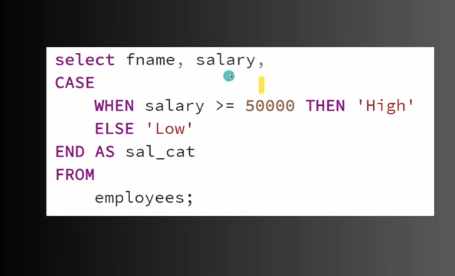 select fname, salary,
CASE
WHEN salary >= 50000 THEN 'High'
ELSE 'Low'
END AS sal_cat
FROM
employees;